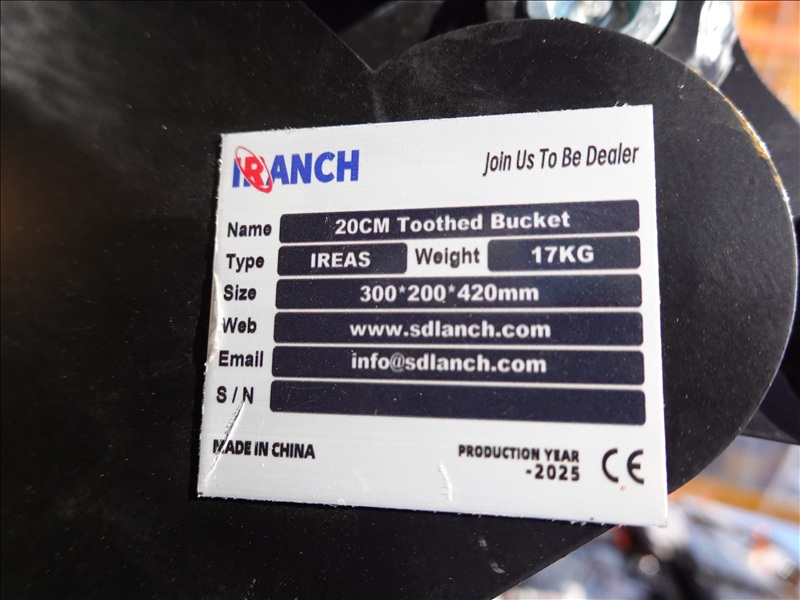 IRANCH Join Us To Be Dealer
Name 20CM Toothed Bucket
Type IREAS Weight 17KG
Size 300*200*420mm
Web www.sdlanch.com
Email info@sdlanch.com
S/N
MADE IN CHINA PRODUCTION YEAR
-2025 CE